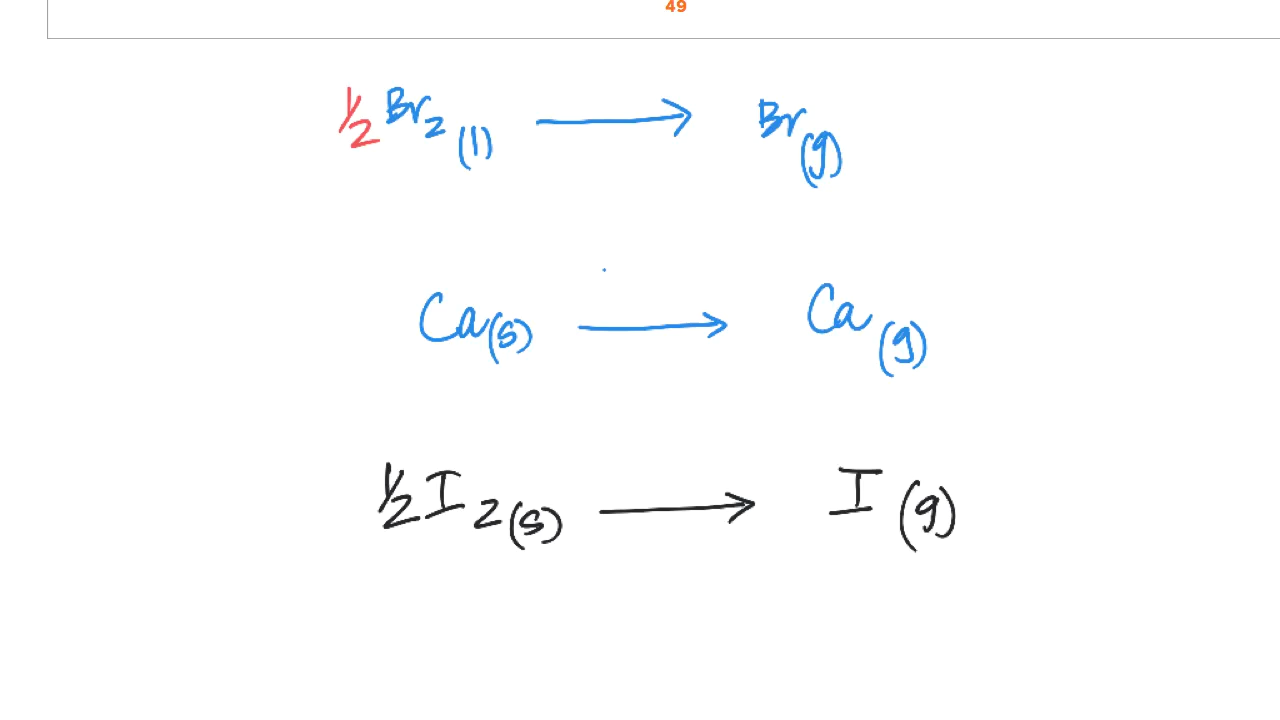 49
½Br₂(l) ⟶ Br(g)
Ca(s) ⟶ Ca(g)
½I₂(s) ⟶ I(g)